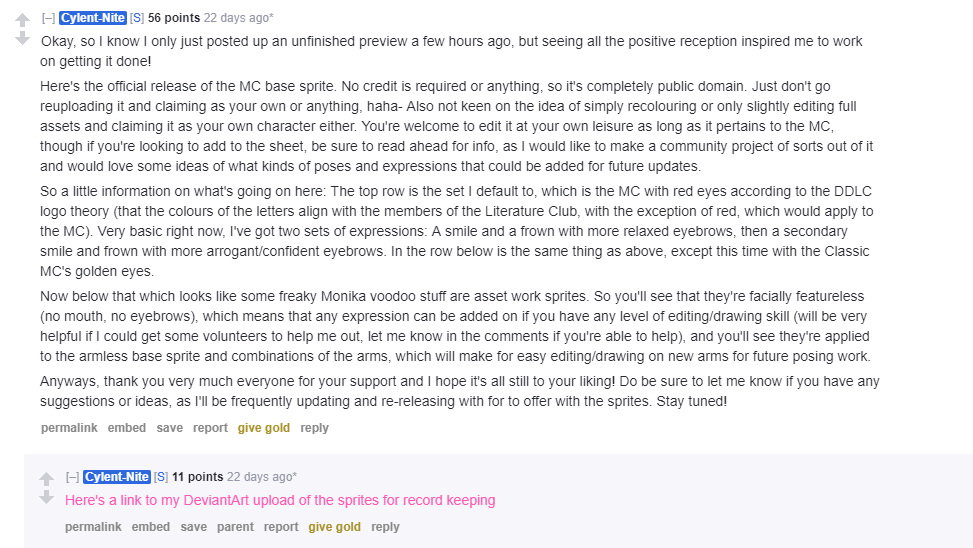 [–] Cylent-Nite [S] 56 points 22 days ago*
Okay, so I know I only just posted up an unfinished preview a few hours ago, but seeing all the positive reception inspired me to work
on getting it done!
Here's the official release of the MC base sprite. No credit is required or anything, so it's completely public domain. Just don't go
reuploading it and claiming as your own or anything, haha- Also not keen on the idea of simply recolouring or only slightly editing full
assets and claiming it as your own character either. You're welcome to edit it at your own leisure as long as it pertains to the MC,
though if you're looking to add to the sheet, be sure to read ahead for info, as I would like to make a community project of sorts out of it
and would love some ideas of what kinds of poses and expressions that could be added for future updates.
So a little information on what's going on here: The top row is the set I default to, which is the MC with red eyes according to the DDLC
logo theory (that the colours of the letters align with the members of the Literature Club, with the exception of red, which would apply to
the MC). Very basic right now, I've got two sets of expressions: A smile and a frown with more relaxed eyebrows, then a secondary
smile and frown with more arrogant/confident eyebrows. In the row below is the same thing as above, except this time with the Classic
MC's golden eyes.
Now below that which looks like some freaky Monika voodoo stuff are asset work sprites. So you'll see that they're facially featureless
(no mouth, no eyebrows), which means that any expression can be added on if you have any level of editing/drawing skill (will be very
helpful if I could get some volunteers to help me out, let me know in the comments if you're able to help), and you'll see they're applied
to the armless base sprite and combinations of the arms, which will make for easy editing/drawing on new arms for future posing work.
Anyways, thank you very much everyone for your support and I hope it's all still to your liking! Do be sure to let me know if you have any
suggestions or ideas, as I'll be frequently updating and re-releasing with for to offer with the sprites. Stay tuned!
permalink embed save report give gold reply
[–] Cylent-Nite [S] 11 points 22 days ago*
Here's a link to my DeviantArt upload of the sprites for record keeping
permalink embed save parent report give gold reply